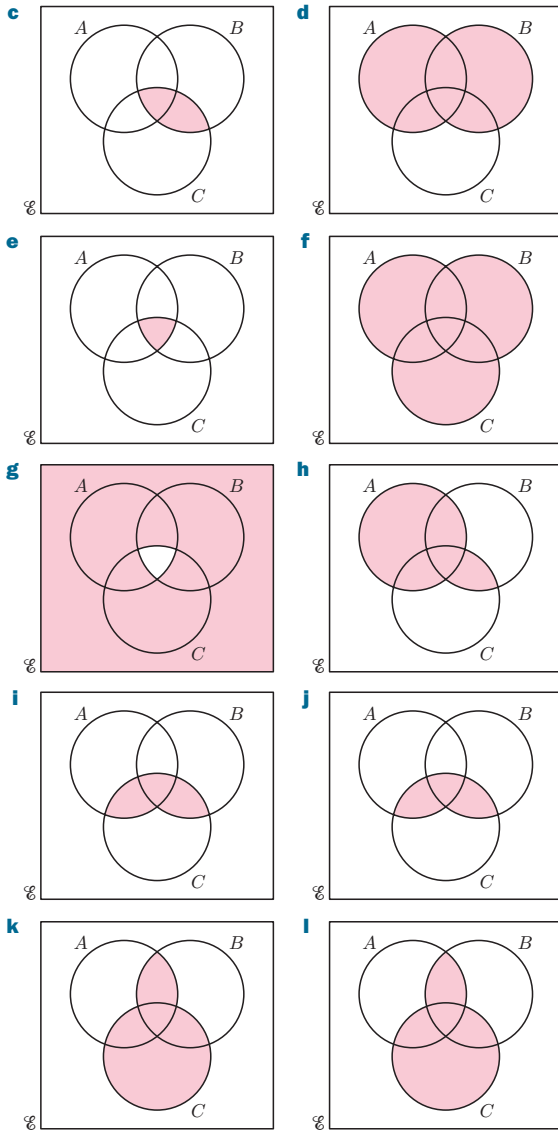 c A B C ℰ
d A B C ℰ
e A B C ℰ
f A B C ℰ
g A B C ℰ
h A B C ℰ
i A B C ℰ
j A B C ℰ
k A B C ℰ
l A B C ℰ